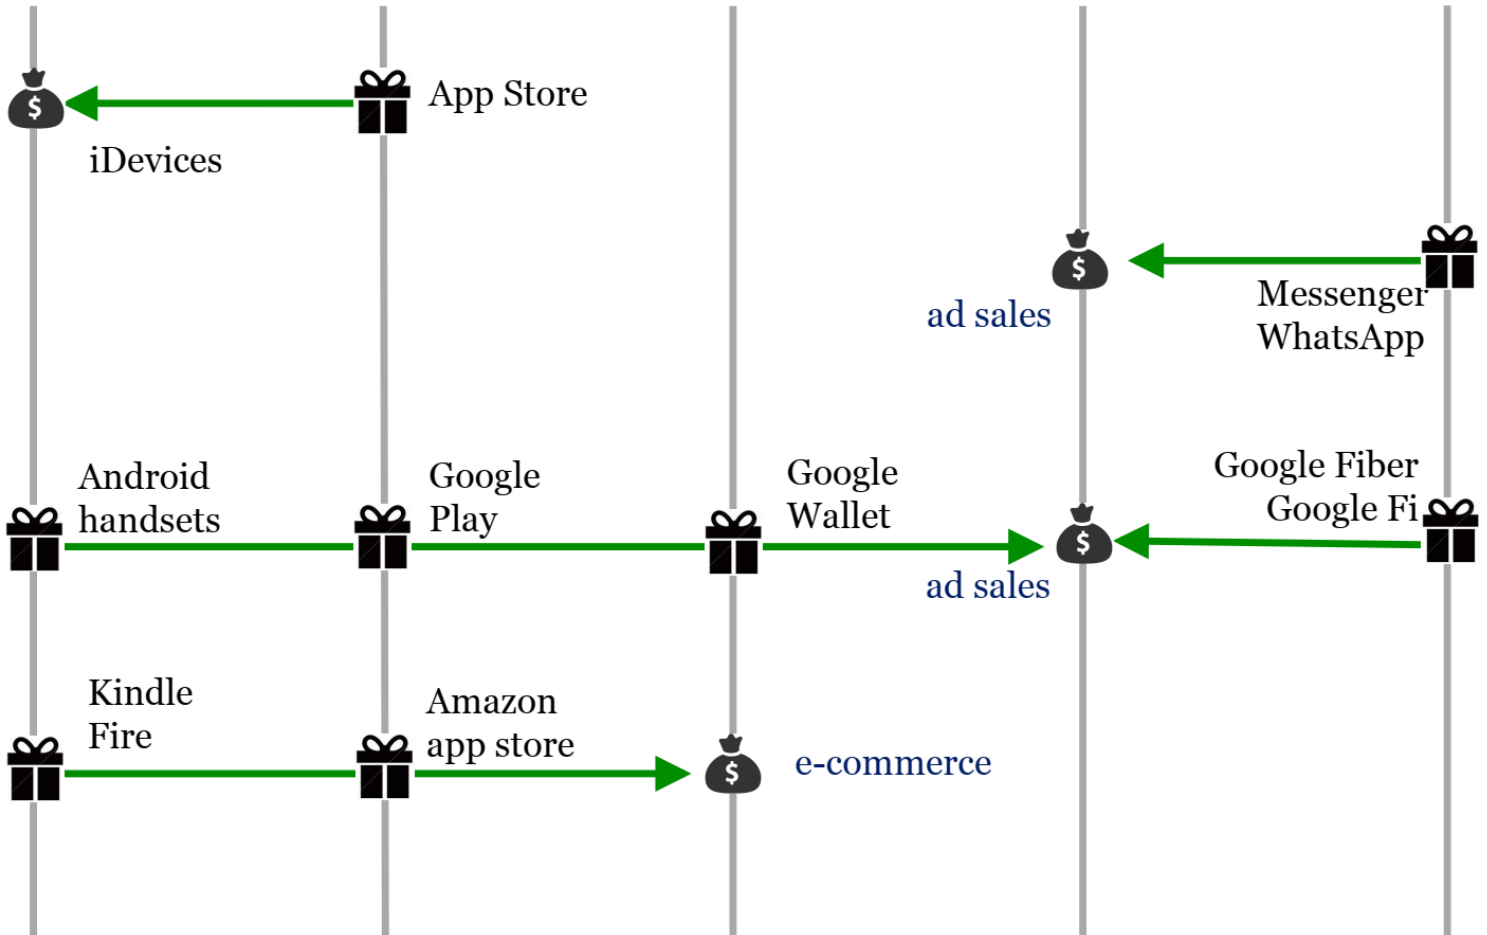 App Store
iDevices
Messenger
WhatsApp
ad sales
Android
handsets
Google
Play
Google
Wallet
Google Fiber
Google Fi
ad sales
Kindle
Fire
Amazon
app store
e-commerce
$
$
$
$